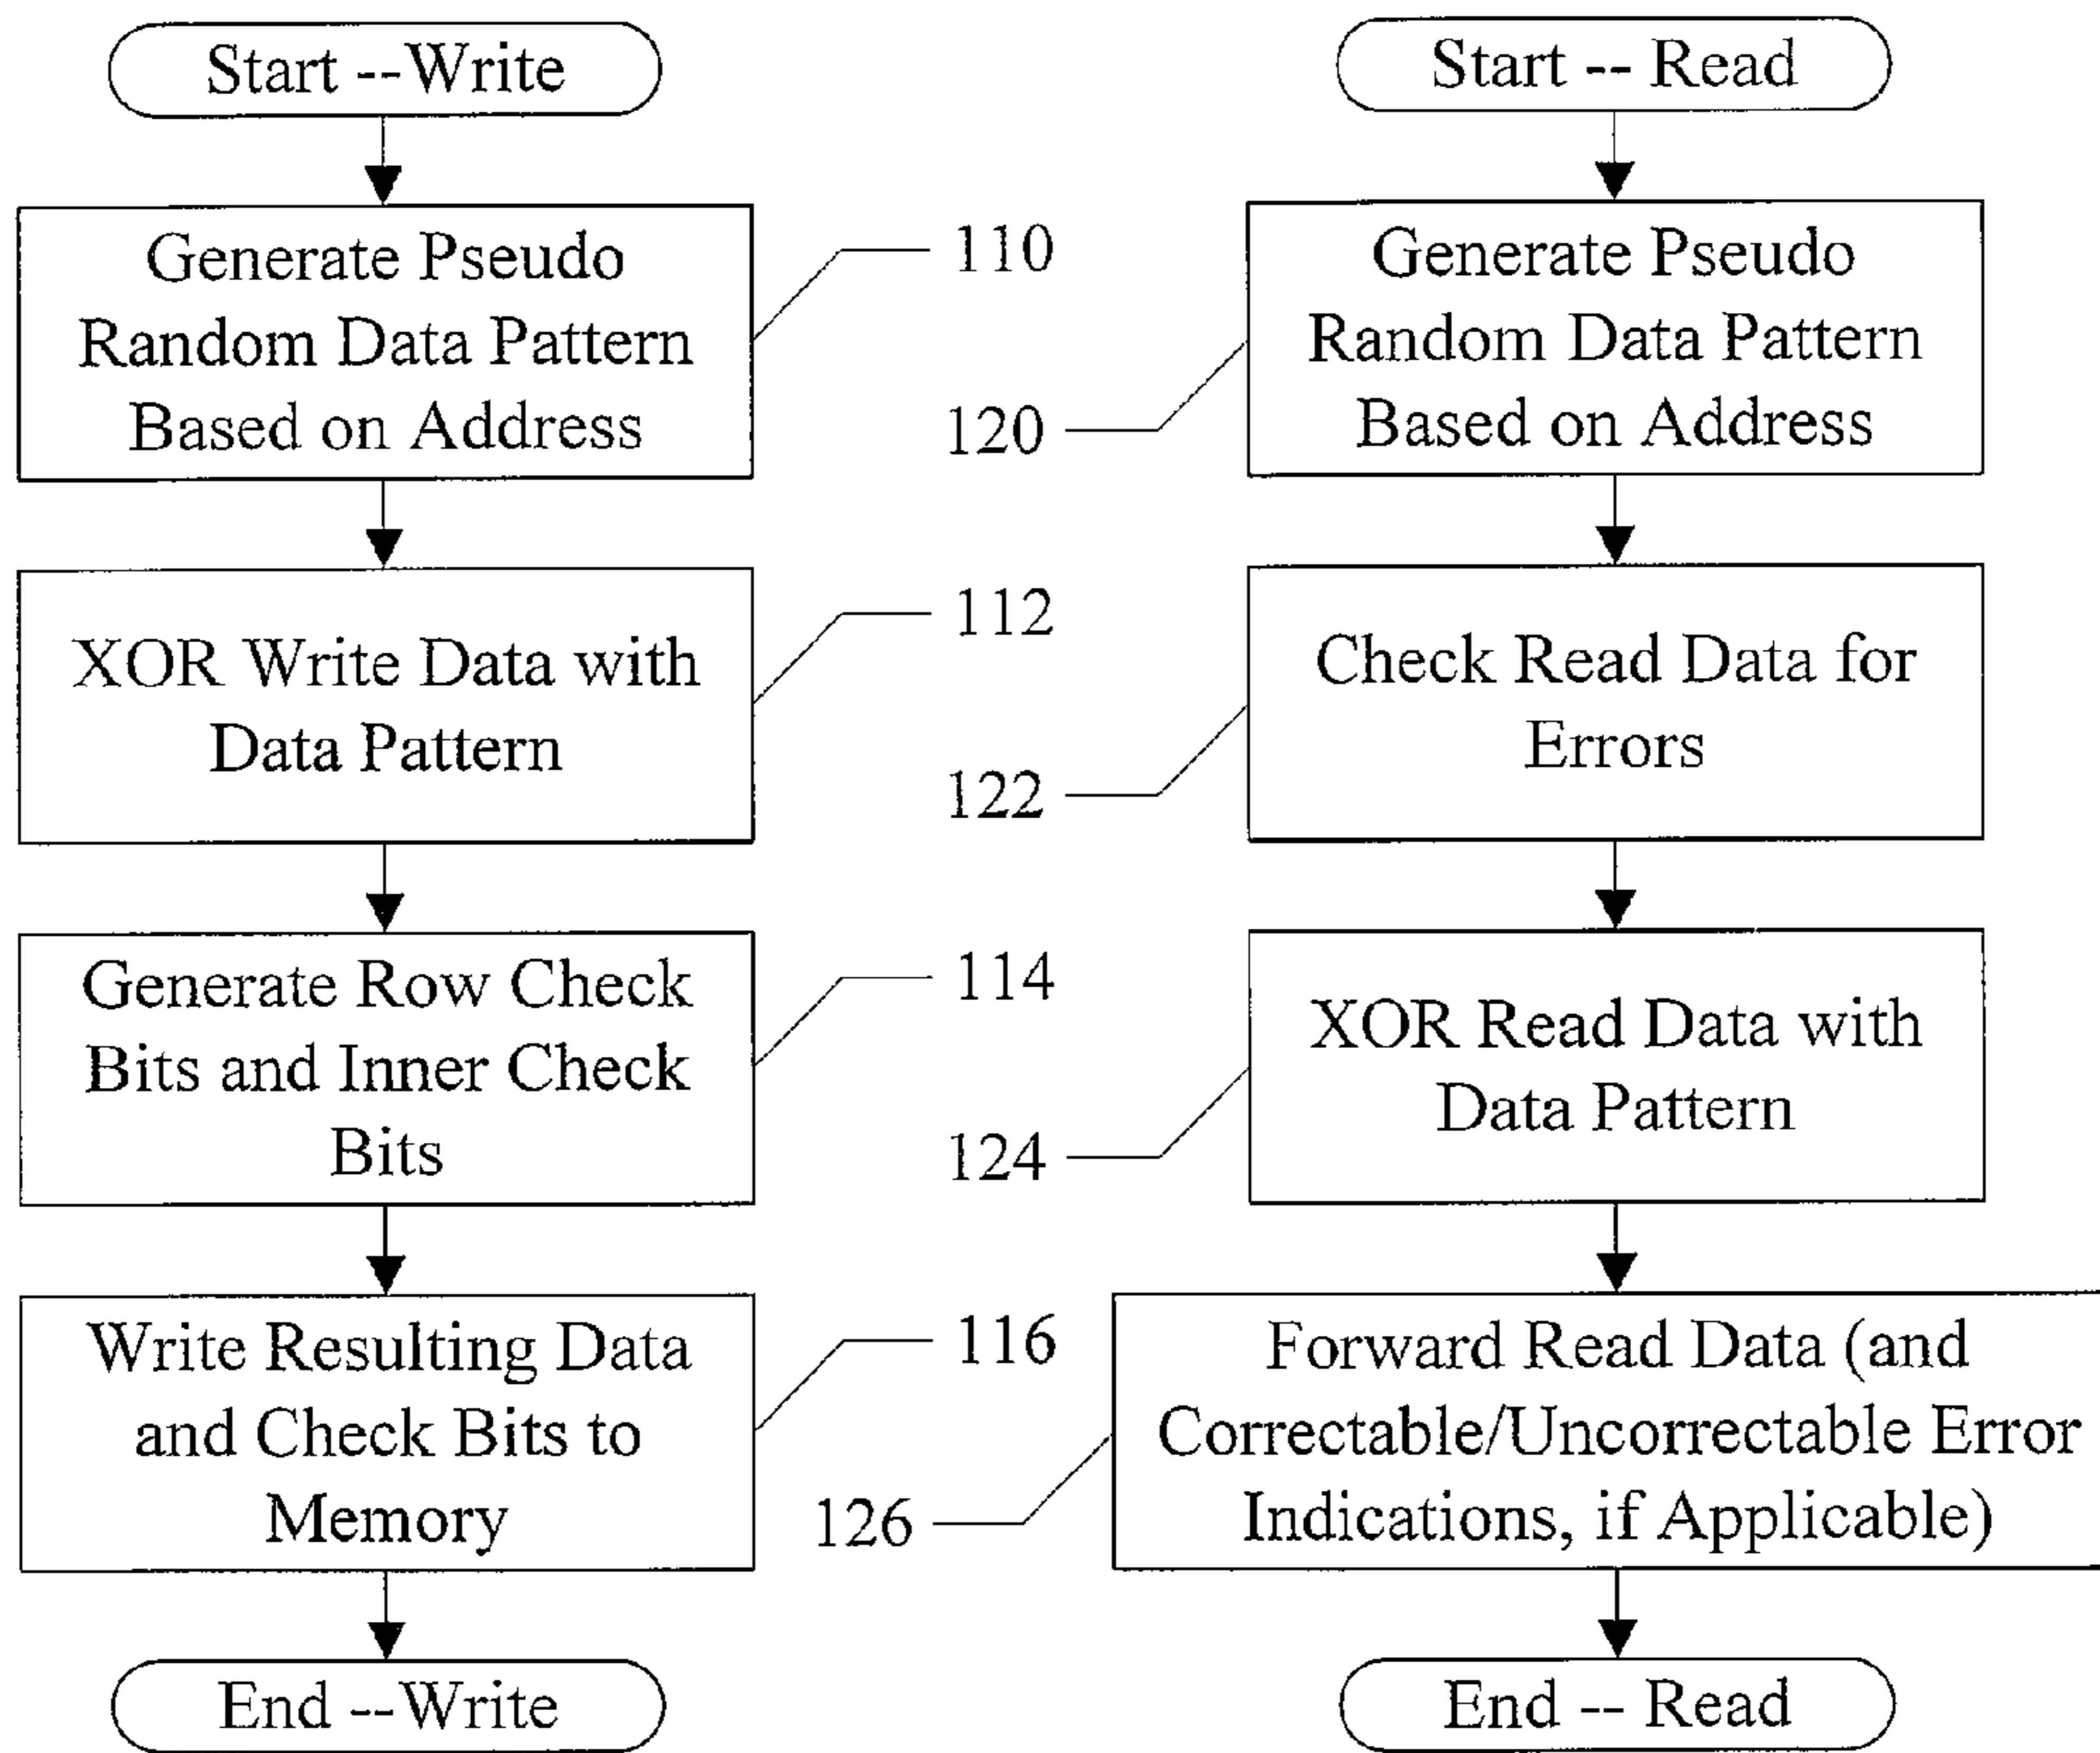 Start --Write
Generate Pseudo
Random Data Pattern
Based on Address
110
XOR Write Data with
Data Pattern
112
Generate Row Check
Bits and Inner Check
Bits
114
Write Resulting Data
and Check Bits to
Memory
116
End --Write
Start -- Read
Generate Pseudo
Random Data Pattern
Based on Address
120
Check Read Data for
Errors
122
XOR Read Data with
Data Pattern
124
Forward Read Data (and
Correctable/Uncorrectable Error
Indications, if Applicable)
126
End -- Read